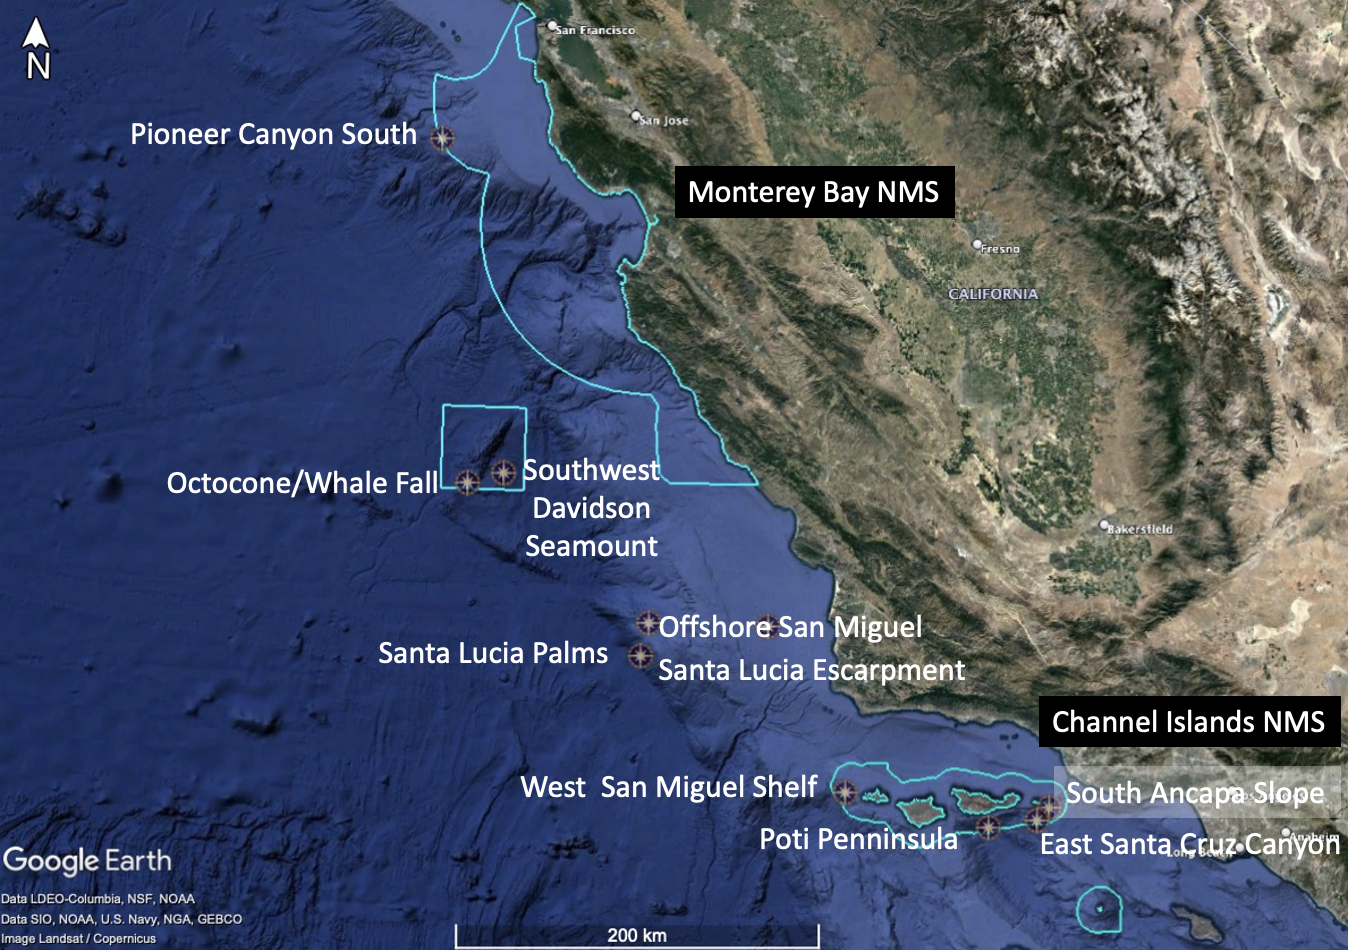 San Francisco
N
San Jose
Pioneer Canyon South
Monterey Bay NMS
Fresno
CALIFORNIA
Octocone/Whale Fall
Southwest
Davidson
Seamount
Bakersfield
Offshore San Miguel
Santa Lucia Palms
Santa Lucia Escarpment
Channel Islands NMS
West San Miguel Shelf
South Ancapa Slope
Poti Penninsula
Anaheim
East Santa Cruz Canyon
Long Beach
Google Earth
Data LDEO-Columbia, NSF, NOAA
Data SIO, NOAA, U.S. Navy, NGA, GEBCO
Image Landsat / Copernicus
200 km